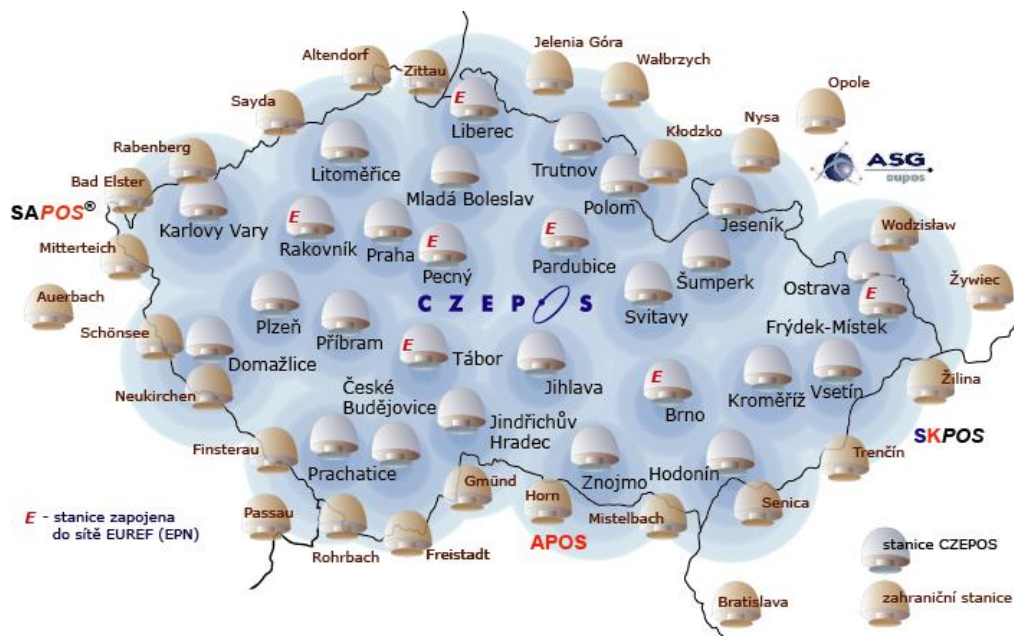 Altendorf
Zittau
Jelenia Góra
Wałbrzych
Opole
Sayda
E
Liberec
Nysa
Kłodzko
Rabenberg
Litoměřice
Trutnov
ASG
eupos
Bad Elster
Mladá Boleslav
Polom
SAPOS®
Karlovy Vary
E
Rakovník
Praha
E
Pecný
E
Pardubice
Jeseník
Wodzisław
Mitterteich
Šumperk
Ostrava
Żywiec
Auerbach
Plzeň
CZEPOS
Svitavy
E
Frýdek-Místek
Schönsee
Příbram
Domažlice
E
Tábor
Jihlava
E
Brno
Kroměříž
Vsetín
Žilina
Neukirchen
České
Budějovice
Jindřichův
Hradec
SKPOS
Finsterau
Prachatice
Trenčín
Gmünd
Znojmo
Hodonín
Horn
Senica
E - stanice zapojena
do sítě EUREF (EPN)
Passau
Mistelbach
Rohrbach
Freistadt
APOS
stanice CZEPOS
Bratislava
zahraniční stanice